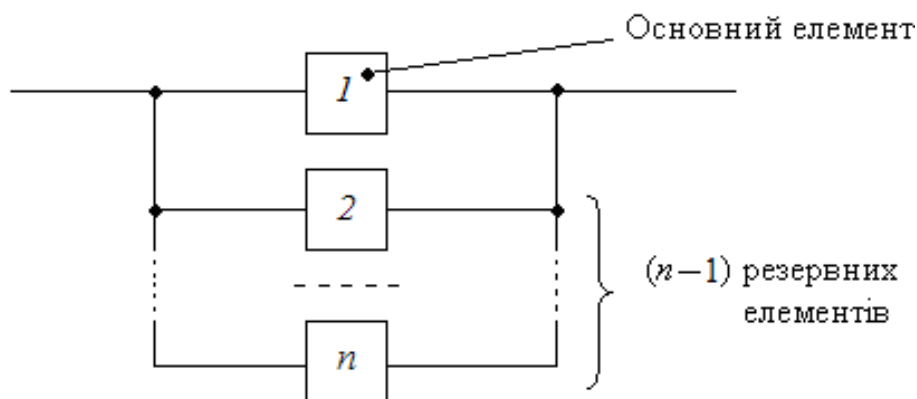 Основний елемент
1
2
(n–1) резервних
елементів
n